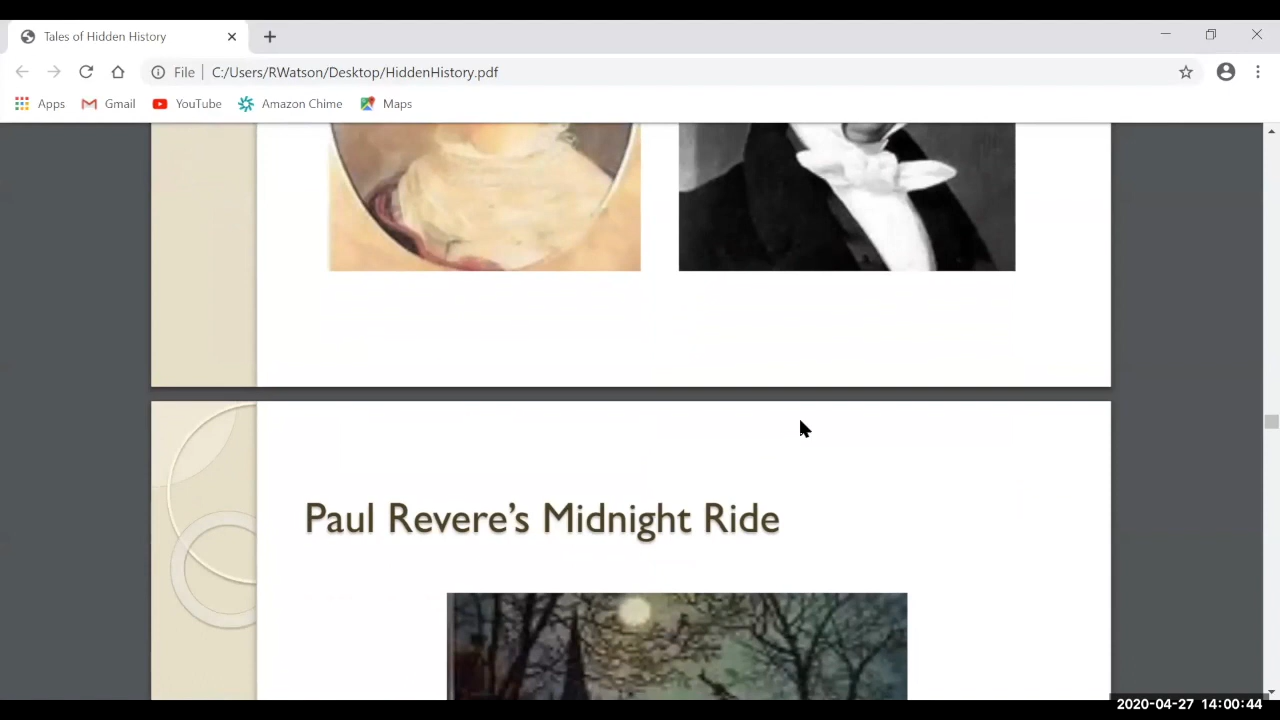 Tales of Hidden History
File C:/Users/RWatson/Desktop/HiddenHistory.pdf
Apps Gmail YouTube Amazon Chime Maps
Paul Revere’s Midnight Ride
2020-04-27 14:00:44